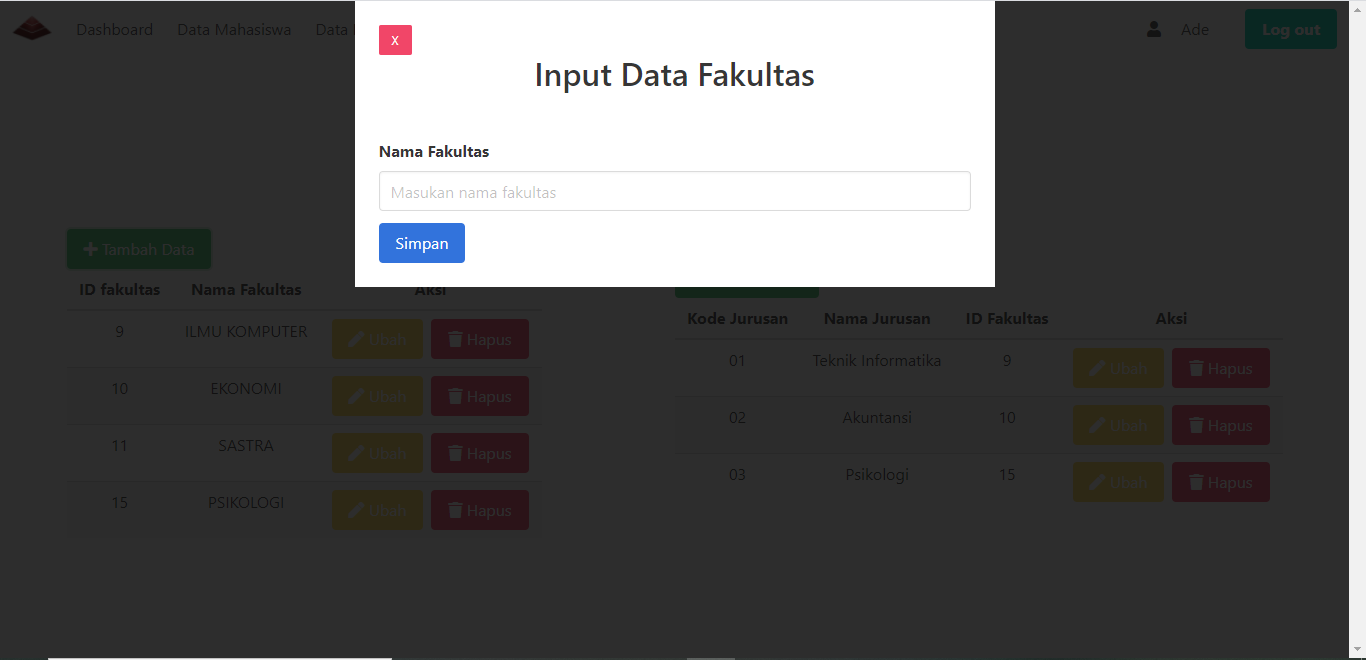 Dashboard Data Mahasiswa Data Ade Log out
X
Input Data Fakultas
Nama Fakultas
Masukan nama fakultas
Simpan
Tambah Data
ID fakultas Nama Fakultas Aksi
9 ILMU KOMPUTER Ubah Hapus
10 EKONOMI Ubah Hapus
11 SASTRA Ubah Hapus
15 PSIKOLOGI Ubah Hapus
Kode Jurusan Nama Jurusan ID Fakultas Aksi
01 Teknik Informatika 9 Ubah Hapus
02 Akuntansi 10 Ubah Hapus
03 Psikologi 15 Ubah Hapus